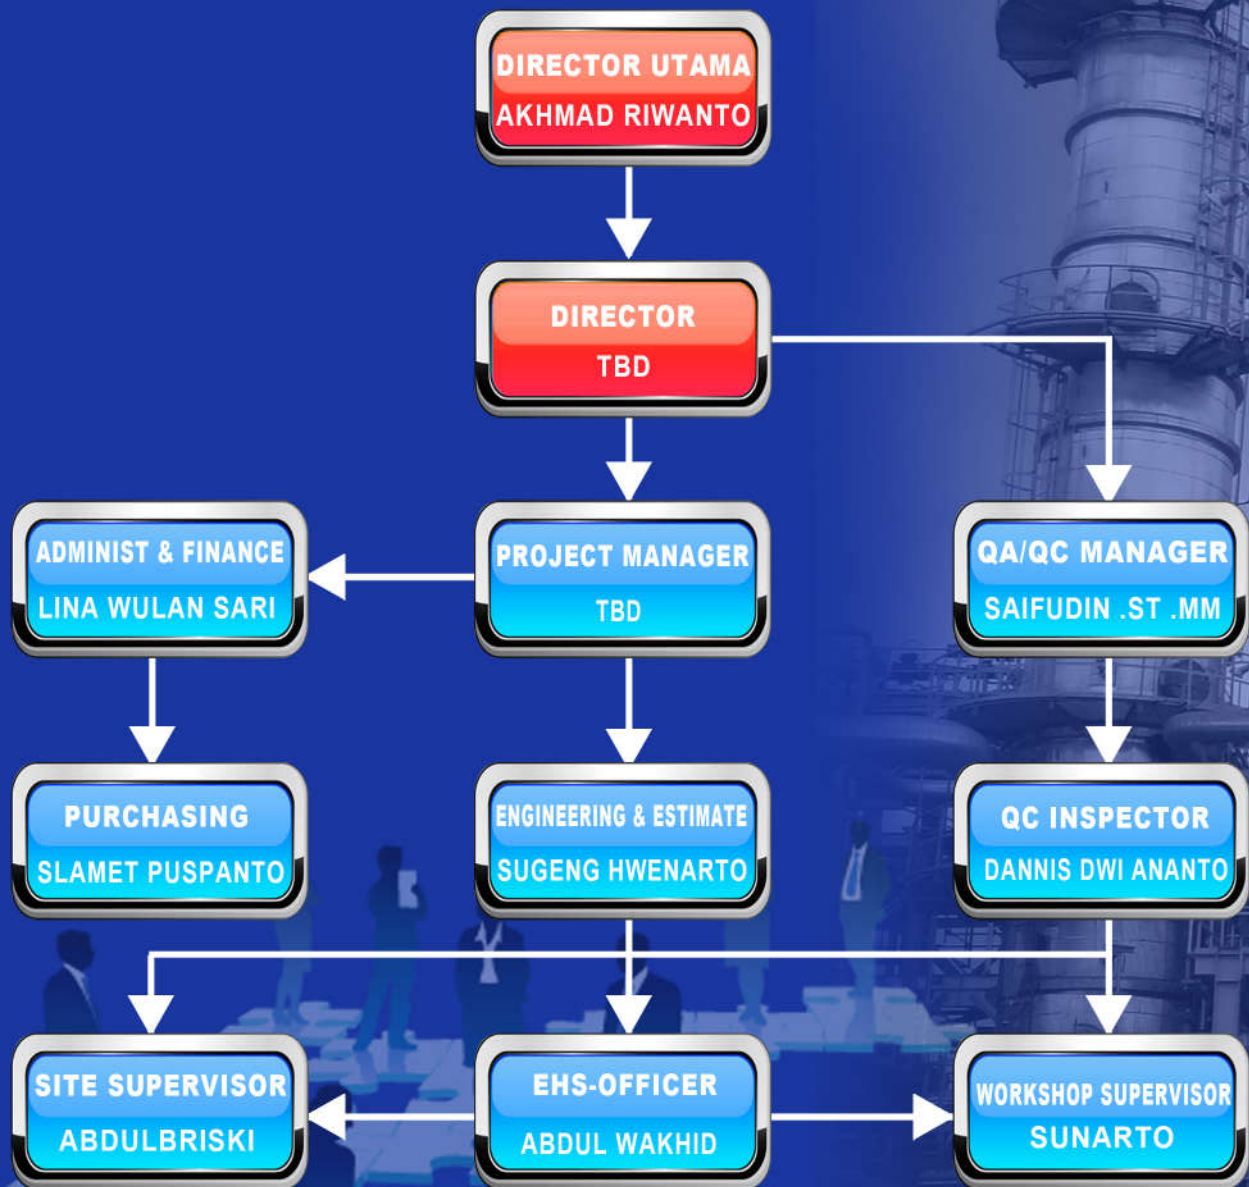 DIRECTOR UTAMA
AKHMAD RIWANTO
DIRECTOR
TBD
ADMINIST & FINANCE
LINA WULAN SARI
PROJECT MANAGER
TBD
QA/QC MANAGER
SAIFUDIN .ST .MM
PURCHASING
SLAMET PUSPANTO
ENGINEERING & ESTIMATE
SUGENG HWENARTO
QC INSPECTOR
DANNIS DWI ANANTO
SITE SUPERVISOR
ABDULBRISKI
EHS-OFFICER
ABDUL WAKHID
WORKSHOP SUPERVISOR
SUNARTO